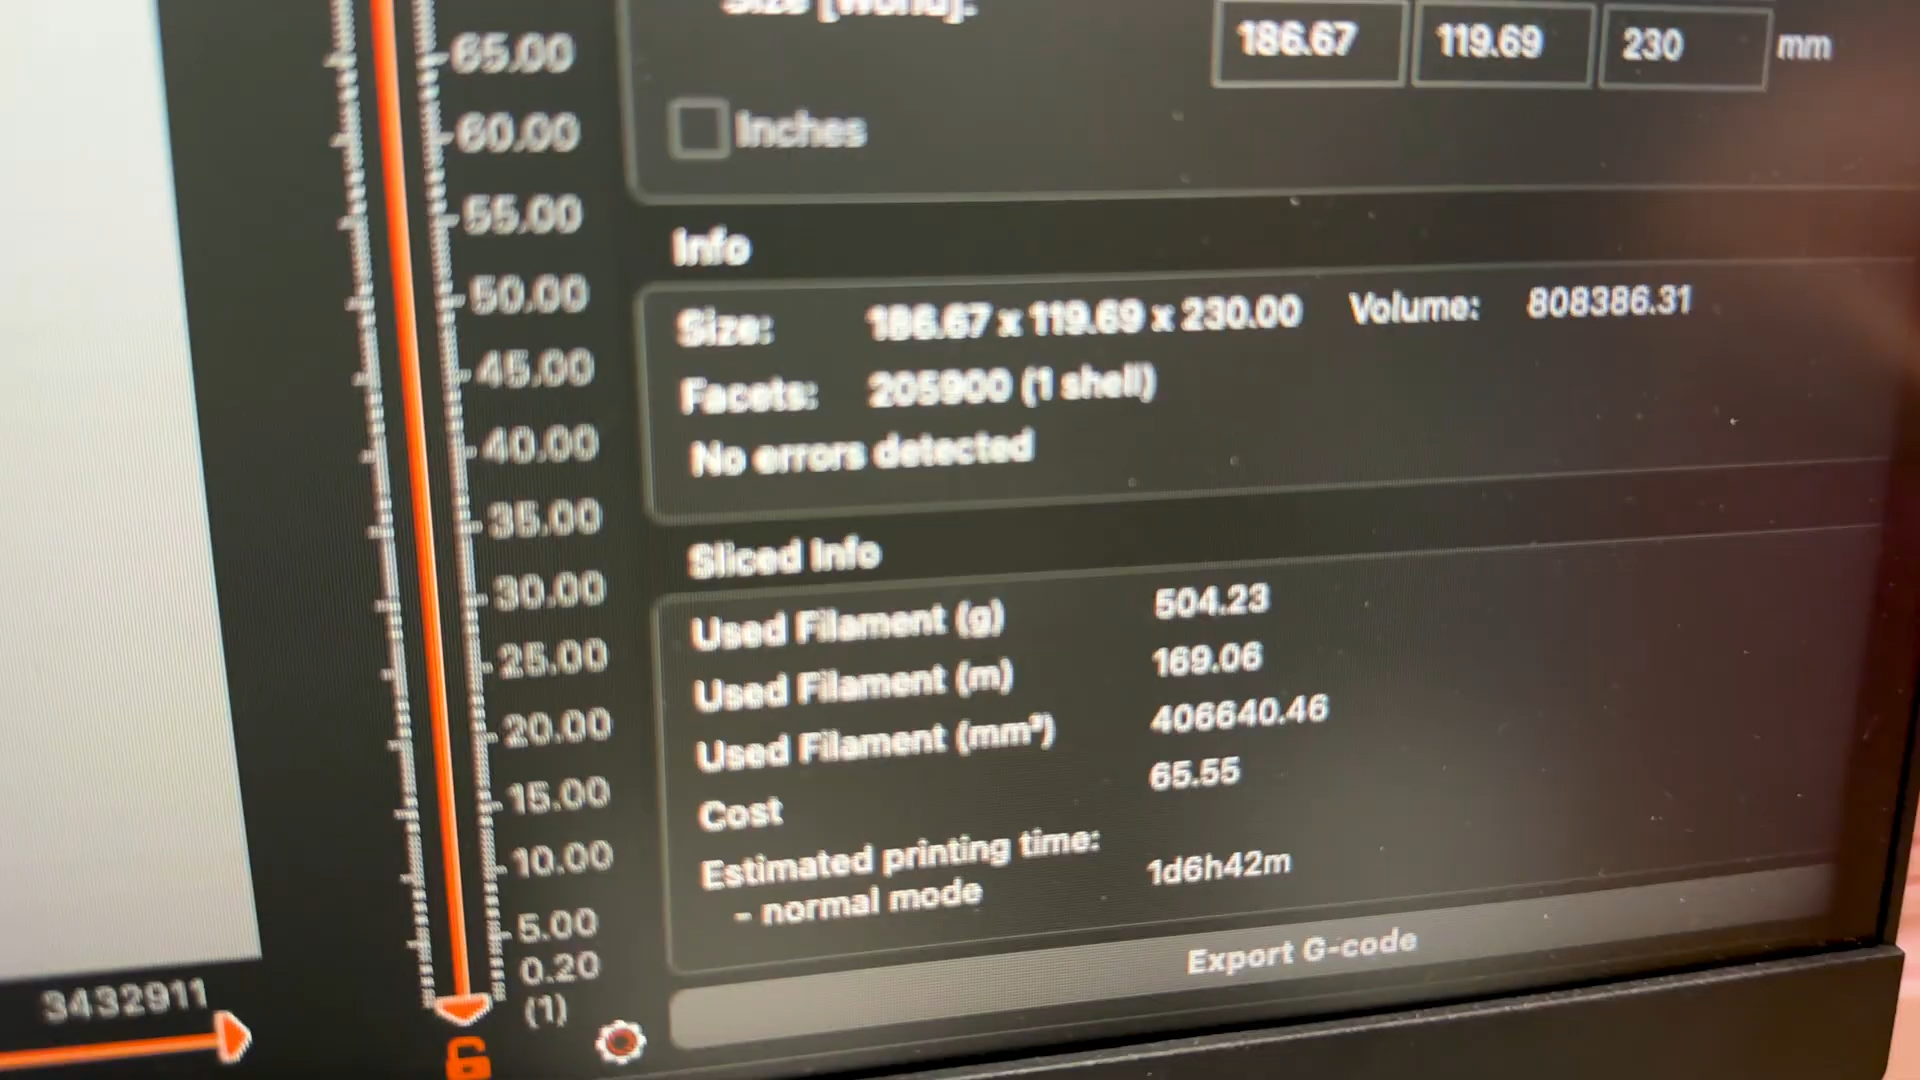 Size [World]:
186.67 119.69 230 mm
Inches
Info
Size: 186.67 x 119.69 x 230.00 Volume: 808386.31
Facets: 205900 (1 shell)
No errors detected
Sliced Info
Used Filament (g) 504.23
Used Filament (m) 169.06
Used Filament (mm³) 406640.46
Cost 65.55
Estimated printing time:
- normal mode 1d6h42m
Export G-code
65.00
60.00
55.00
50.00
45.00
40.00
35.00
30.00
25.00
20.00
15.00
10.00
5.00
0.20
(1)
3432911